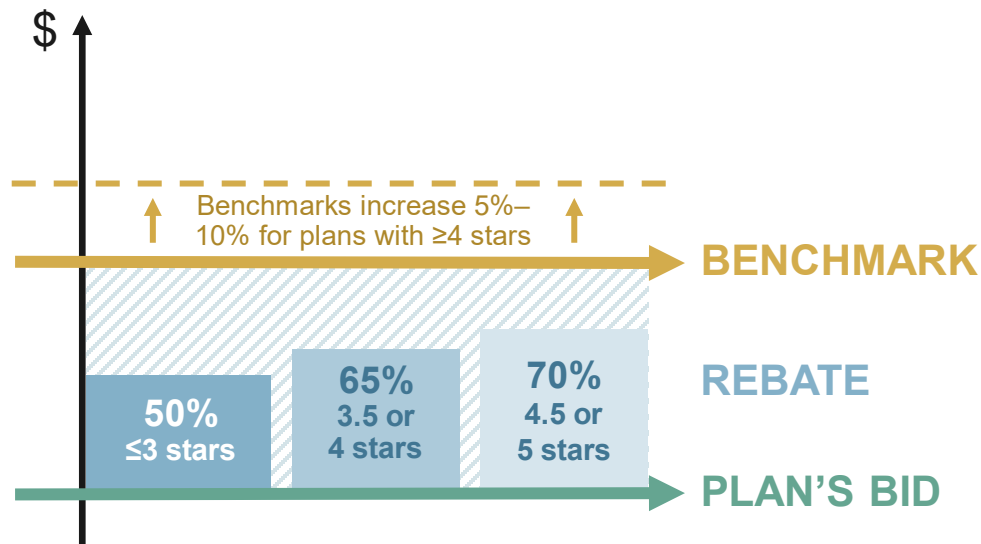 $
Benchmarks increase 5%–
10% for plans with ≥4 stars
BENCHMARK
50%
≤3 stars
65%
3.5 or
4 stars
70%
4.5 or
5 stars
REBATE
PLAN’S BID